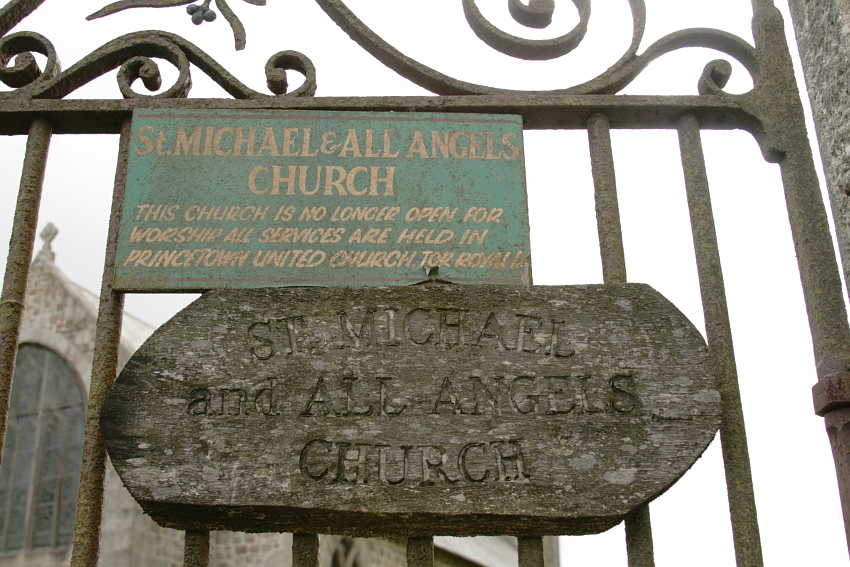 St. MICHAEL & ALL ANGELS
CHURCH
THIS CHURCH IS NO LONGER OPEN FOR
WORSHIP ALL SERVICES ARE HELD IN
PRINCETOWN UNITED CHURCH, TOR ROYAL
ST. MICHAEL
and ALL ANGELS
CHURCH